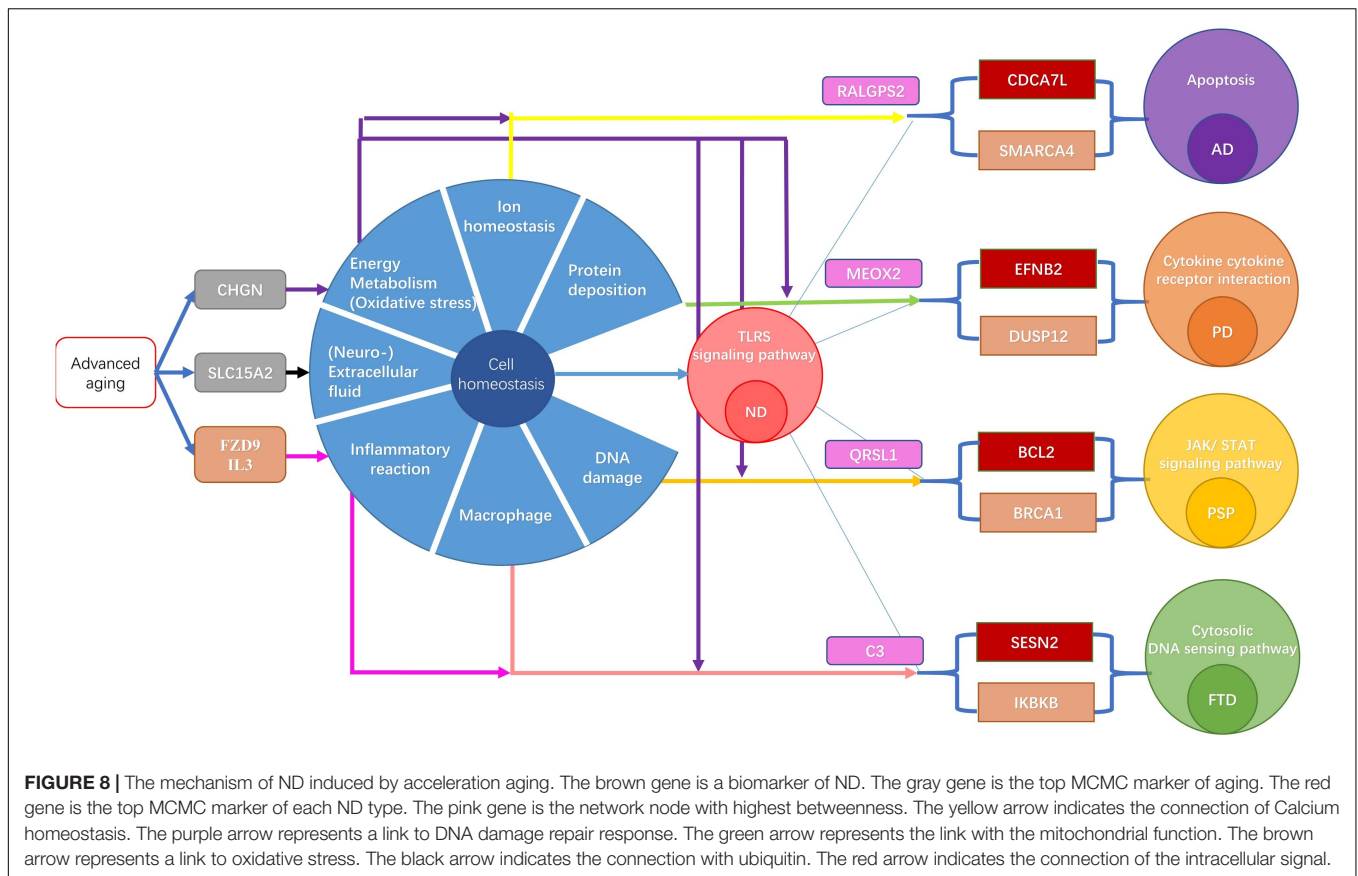 Advanced
aging
CHGN
SLC15A2
FZD9
IL3
Energy
Metabolism
(Oxidative stress)
Ion
homeostasis
Protein
deposition
(Neuro-)
Extracellular
fluid
Cell
homeostasis
Inflammatory
reaction
Macrophage
DNA
damage
TLRS
signaling pathway
ND
RALGPS2
MEOX2
QRSL1
C3
CDCA7L
SMARCA4
EFNB2
DUSP12
BCL2
BRCA1
SESN2
IKBKB
Apoptosis
AD
Cytokine cytokine
receptor interaction
PD
JAK/ STAT
signaling pathway
PSP
Cytosolic
DNA sensing pathway
FTD
FIGURE 8 | The mechanism of ND induced by acceleration aging. The brown gene is a biomarker of ND. The gray gene is the top MCMC marker of aging. The red
gene is the top MCMC marker of each ND type. The pink gene is the network node with highest betweenness. The yellow arrow indicates the connection of Calcium
homeostasis. The purple arrow represents a link to DNA damage repair response. The green arrow represents the link with the mitochondrial function. The brown
arrow represents a link to oxidative stress. The black arrow indicates the connection with ubiquitin. The red arrow indicates the connection of the intracellular signal.